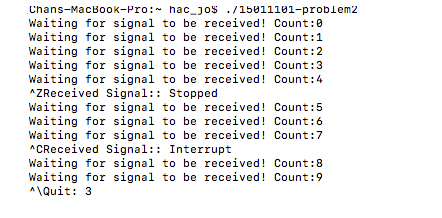 Chans-MacBook-Pro:~ hac_jo$ ./15011101-problem2
Waiting for signal to be received! Count:0
Waiting for signal to be received! Count:1
Waiting for signal to be received! Count:2
Waiting for signal to be received! Count:3
Waiting for signal to be received! Count:4
^ZReceived Signal:: Stopped
Waiting for signal to be received! Count:5
Waiting for signal to be received! Count:6
Waiting for signal to be received! Count:7
^CReceived Signal:: Interrupt
Waiting for signal to be received! Count:8
Waiting for signal to be received! Count:9
^\Quit: 3